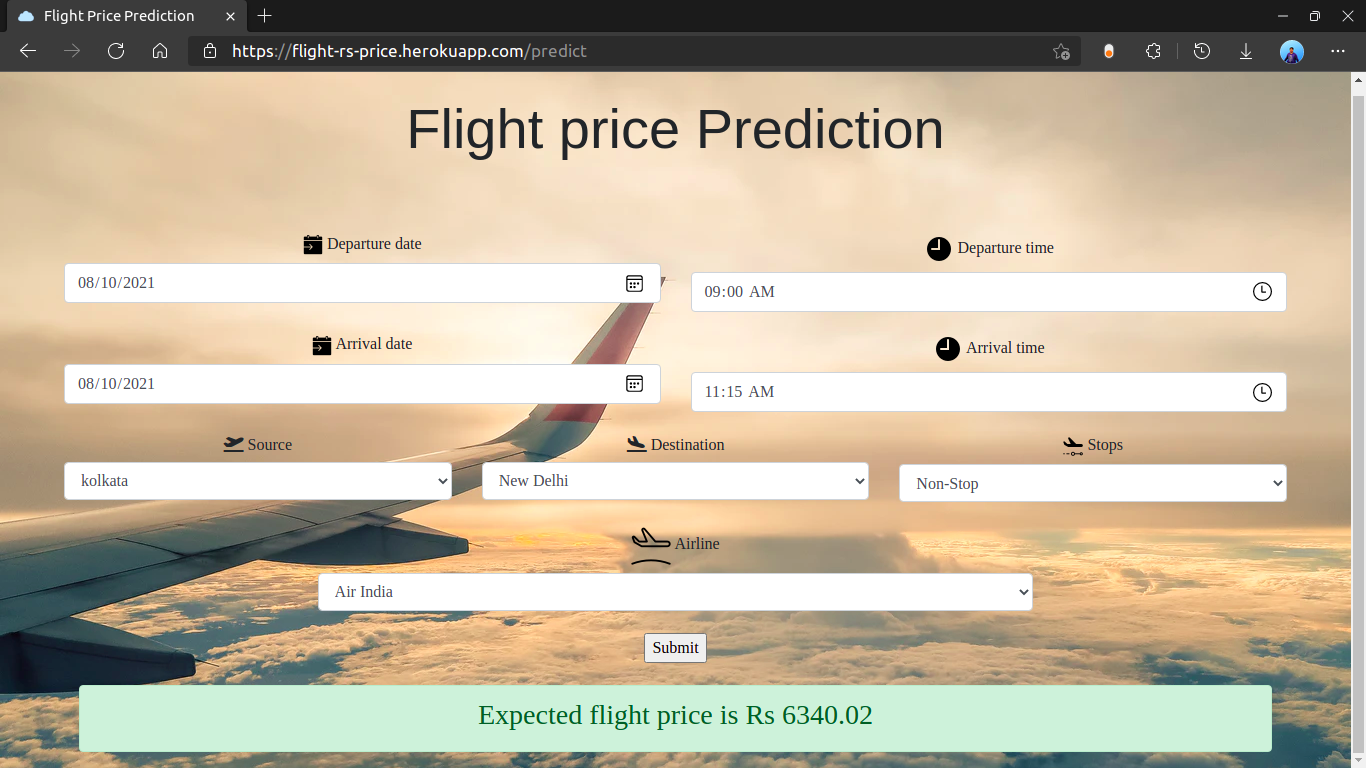 Flight Price Prediction
https://flight-rs-price.herokuapp.com/predict
Flight price Prediction
Departure date
Departure time
08/10/2021
09:00 AM
Arrival date
Arrival time
08/10/2021
11:15 AM
Source
Destination
Stops
kolkata
New Delhi
Non-Stop
Airline
Air India
Submit
Expected flight price is Rs 6340.02